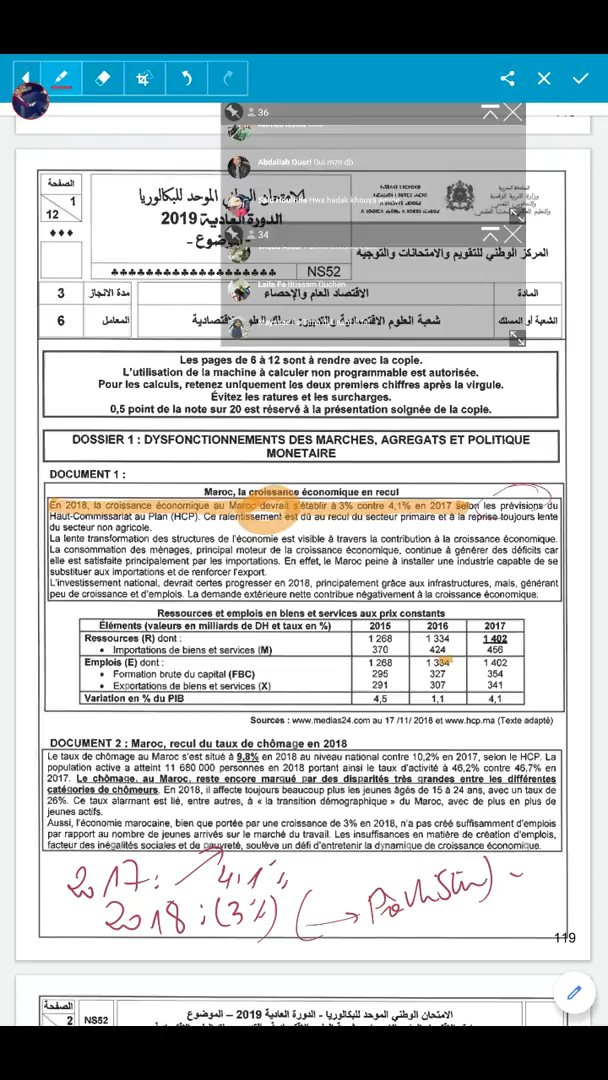 36
Abdallah Oueri Oui mzn db
الصفحة
1
12
♦♦♦
الامتحان الوطني الموحد للبكالوريا
الدورة العادية 2019
- الموضوع -
34
NS52
المركز الوطني للتقويم والامتحانات والتوجيه
3
مدة الانجاز
الاقتصاد العام والإحصاء
المادة
6
المعامل
شعبة العلوم الاقتصادية والتدبير: مسلك العلوم الاقتصادية
الشعبة أو المسلك
Les pages de 6 à 12 sont à rendre avec la copie.
L'utilisation de la machine à calculer non programmable est autorisée.
Pour les calculs, retenez uniquement les deux premiers chiffres après la virgule.
Évitez les ratures et les surcharges.
0,5 point de la note sur 20 est réservé à la présentation soignée de la copie.
DOSSIER 1 : DYSFONCTIONNEMENTS DES MARCHES, AGREGATS ET POLITIQUE
MONETAIRE
DOCUMENT 1 :
Maroc, la croissance économique en recul
En 2018, la croissance économique au Maroc devrait s'établir à 3% contre 4,1% en 2017 selon les prévisions du
Haut-Commissariat au Plan (HCP). Ce ralentissement est dû au recul du secteur primaire et à la reprise toujours lente
du secteur non agricole.
La lente transformation des structures de l'économie est visible à travers la contribution à la croissance économique.
La consommation des ménages, principal moteur de la croissance économique, continue à générer des déficits car
elle est satisfaite principalement par les importations. En effet, le Maroc peine à installer une industrie capable de se
substituer aux importations et de renforcer l'export.
L'investissement national, devrait certes progresser en 2018, principalement grâce aux infrastructures, mais, générant
peu de croissance et d'emplois. La demande extérieure nette contribue négativement à la croissance économique.
Ressources et emplois en biens et services aux prix constants
Éléments (valeurs en milliards de DH et taux en %) 2015 2016 2017
Ressources (R) dont : 1 268 1 334 1 402
• Importations de biens et services (M) 370 424 456
Emplois (E) dont : 1 268 1 334 1 402
• Formation brute du capital (FBC) 295 327 354
• Exportations de biens et services (X) 291 307 341
Variation en % du PIB 4,5 1,1 4,1
Sources : www.medias24.com au 17 /11/ 2018 et www.hcp.ma (Texte adapté)
DOCUMENT 2 : Maroc, recul du taux de chômage en 2018
Le taux de chômage au Maroc s'est situé à 9,8% en 2018 au niveau national contre 10,2% en 2017, selon le HCP. La
population active a atteint 11 680 000 personnes en 2018 portant ainsi le taux d'activité à 46,2% contre 46,7% en
2017. Le chômage, au Maroc, reste encore marqué par des disparités très grandes entre les différentes
catégories de chômeurs. En 2018, il affecte toujours beaucoup plus les jeunes âgés de 15 à 24 ans, avec un taux de
26%. Ce taux alarmant est lié, entre autres, à « la transition démographique » du Maroc, avec de plus en plus de
jeunes actifs.
Aussi, l'économie marocaine, bien que portée par une croissance de 3% en 2018, n'a pas créé suffisamment d'emplois
par rapport au nombre de jeunes arrivés sur le marché du travail. Les insuffisances en matière de création d'emplois,
facteur des inégalités sociales et de pauvreté, soulève un défi d'entretenir la dynamique de croissance économique.
2017 : 4,1%
2018 : (3%)
119
الصفحة
2
NS52
الامتحان الوطني الموحد للبكالوريا - الدورة العادية 2019 – الموضوع